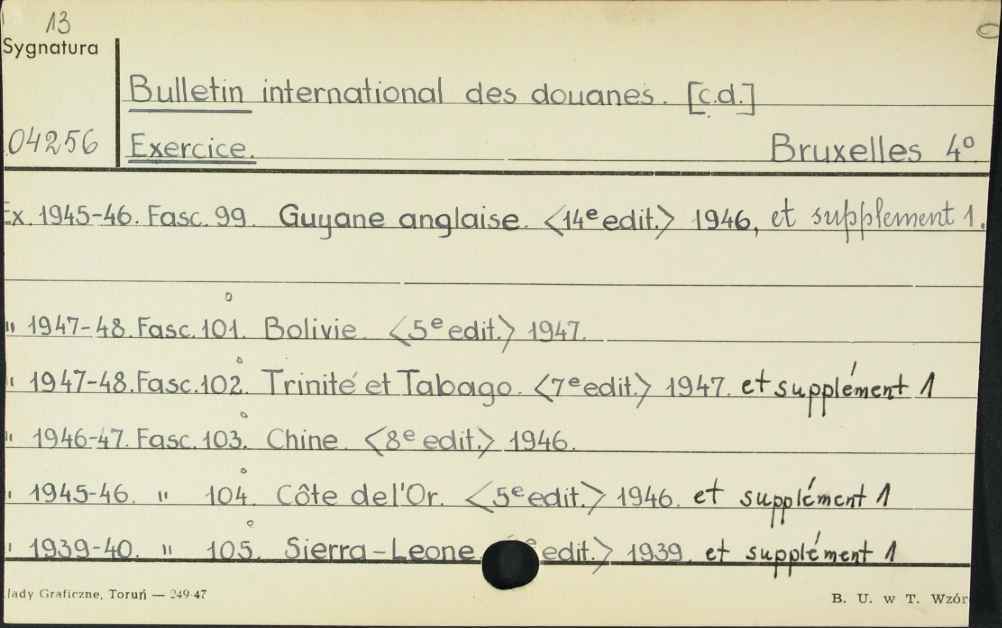 13
Sygnatura
Bulletin international des douanes. [c.d.]
04256 Exercice. Bruxelles 4º
Ex. 1945-46. Fasc. 99. Guyane anglaise. <14e edit.> 1946, et supplement 1.
" 1947-48. Fasc. 101. Bolivie. <5e edit.> 1947.
" 1947-48. Fasc. 102. Trinité et Tabago. <7e edit.> 1947. et supplément 1
" 1946-47. Fasc. 103. Chine. <8e edit.> 1946.
" 1945-46. " 104. Côte de l'Or. <5e edit.> 1946. et supplément 1
" 1939-40. " 105. Sierra-Leone edit.> 1939. et supplément 1
łady Graficzne, Toruń — 249-47
B. U. w T. Wzór